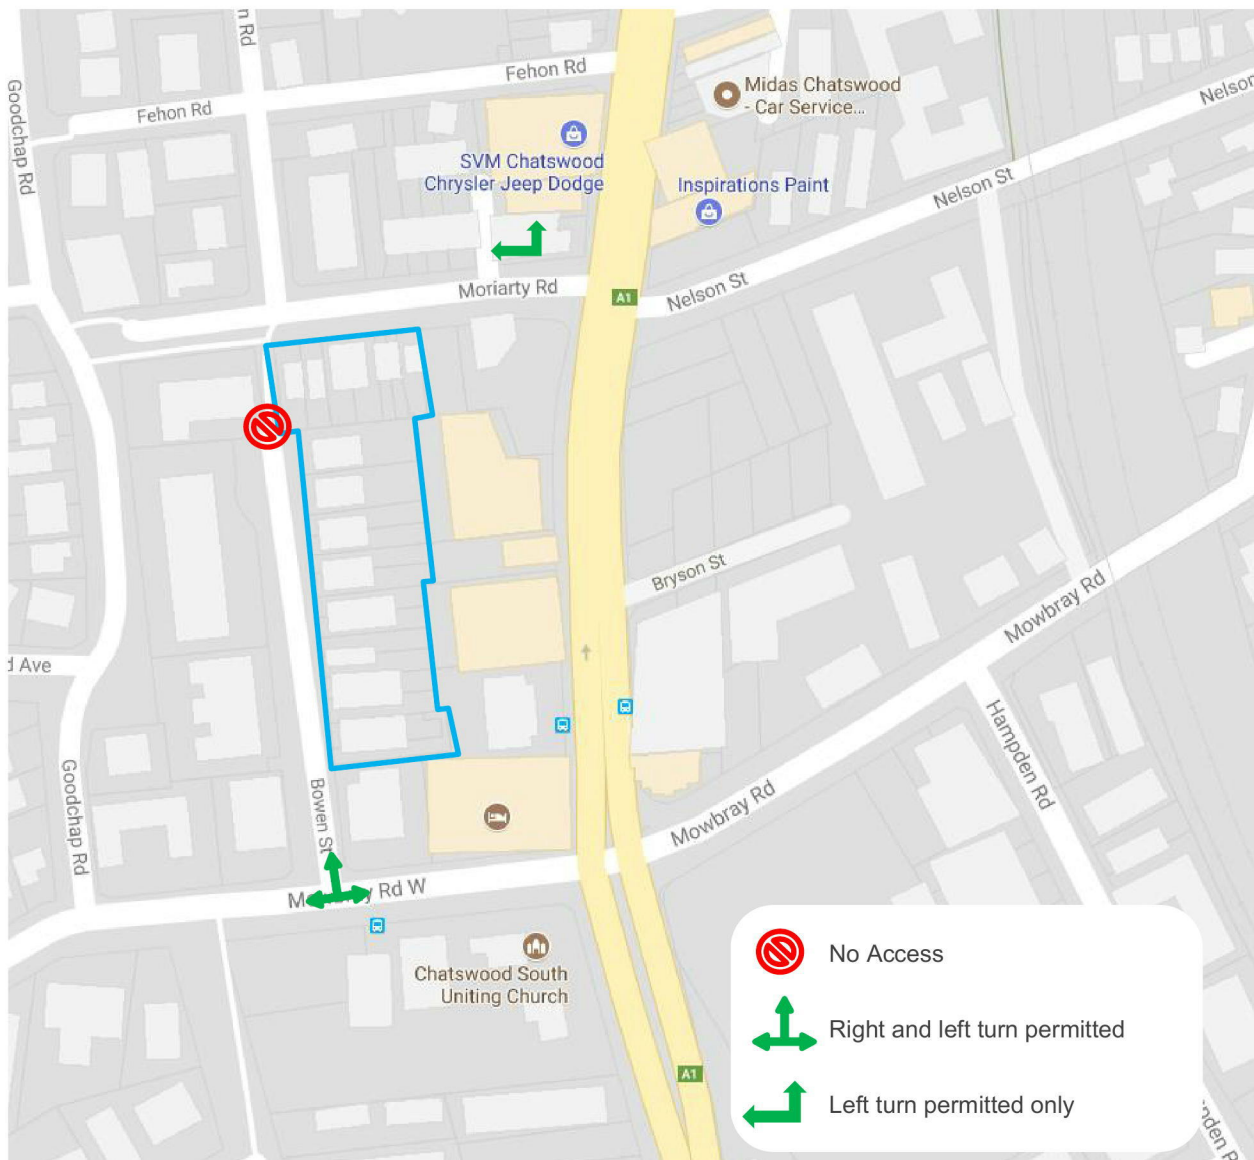 n Rd
Fehon Rd
Midas Chatswood
- Car Service...
Goodchap Rd
Fehon Rd
Nelson
SVM Chatswood
Chrysler Jeep Dodge
Inspirations Paint
Nelson St
Moriarty Rd
A1
Nelson St
Bryson St
Mowbray Rd
d Ave
Hampden Rd
Goodchap Rd
Bowen St
Mowbray Rd
Rd W
Chatswood South
Uniting Church
No Access
Right and left turn permitted
A1
Left turn permitted only